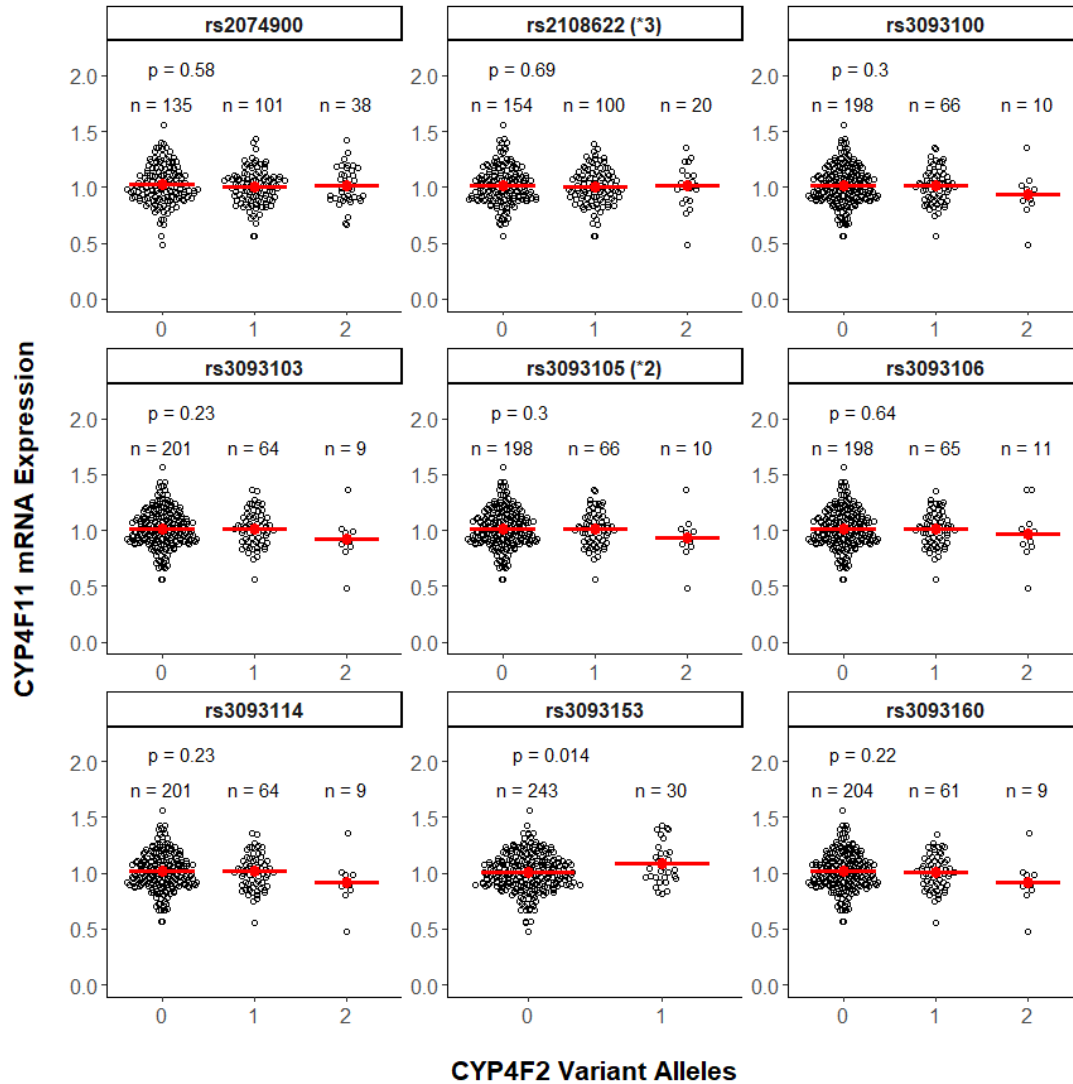 rs2074900 rs2108622 (*3) rs3093100
p = 0.58 p = 0.69 p = 0.3
n = 135 n = 101 n = 38 n = 154 n = 100 n = 20 n = 198 n = 66 n = 10
2.0 2.0 2.0
1.5 1.5 1.5
1.0 1.0 1.0
0.5 0.5 0.5
0.0 0.0 0.0
0 1 2 0 1 2 0 1 2
CYP4F11 mRNA Expression
rs3093103 rs3093105 (*2) rs3093106
p = 0.23 p = 0.3 p = 0.64
n = 201 n = 64 n = 9 n = 198 n = 66 n = 10 n = 198 n = 65 n = 11
2.0 2.0 2.0
1.5 1.5 1.5
1.0 1.0 1.0
0.5 0.5 0.5
0.0 0.0 0.0
0 1 2 0 1 2 0 1 2
rs3093114 rs3093153 rs3093160
p = 0.23 p = 0.014 p = 0.22
n = 201 n = 64 n = 9 n = 243 n = 30 n = 204 n = 61 n = 9
2.0 2.0 2.0
1.5 1.5 1.5
1.0 1.0 1.0
0.5 0.5 0.5
0.0 0.0 0.0
0 1 2 0 1 0 1 2
CYP4F2 Variant Alleles